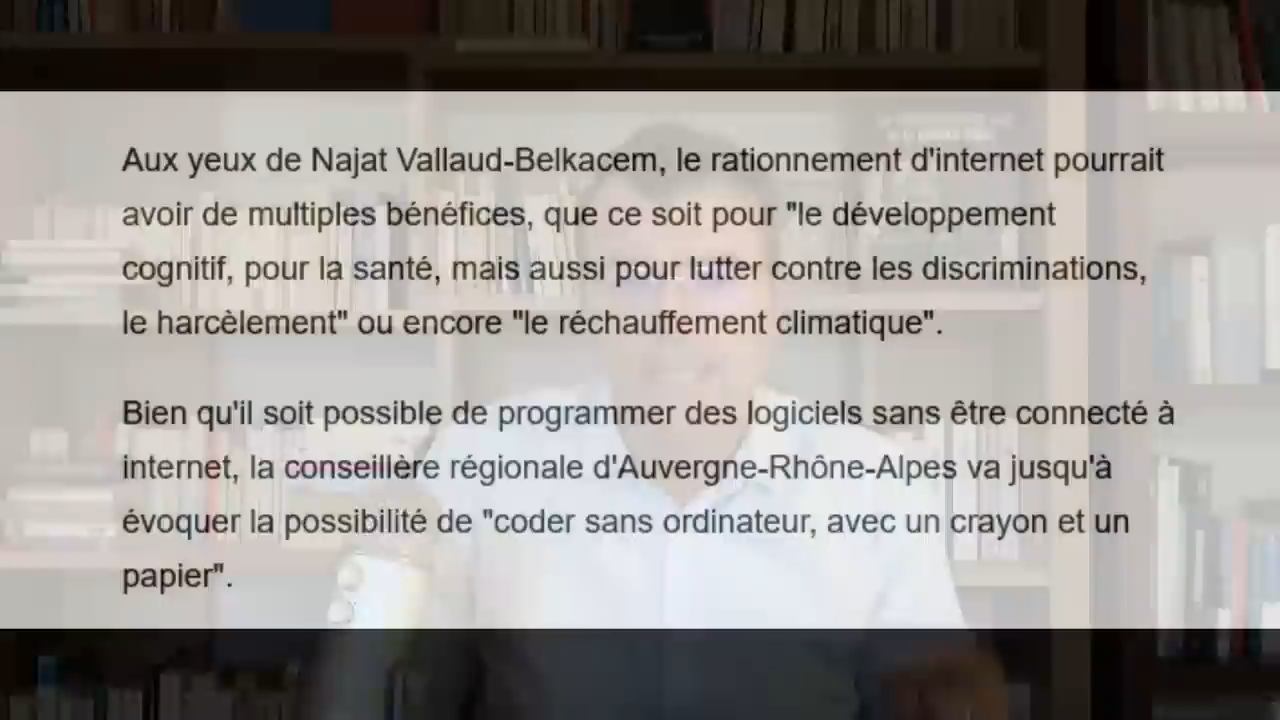 Aux yeux de Najat Vallaud-Belkacem, le rationnement d'internet pourrait
avoir de multiples bénéfices, que ce soit pour "le développement
cognitif, pour la santé, mais aussi pour lutter contre les discriminations,
le harcèlement" ou encore "le réchauffement climatique".
Bien qu'il soit possible de programmer des logiciels sans être connecté à
internet, la conseillère régionale d'Auvergne-Rhône-Alpes va jusqu'à
évoquer la possibilité de "coder sans ordinateur, avec un crayon et un
papier".